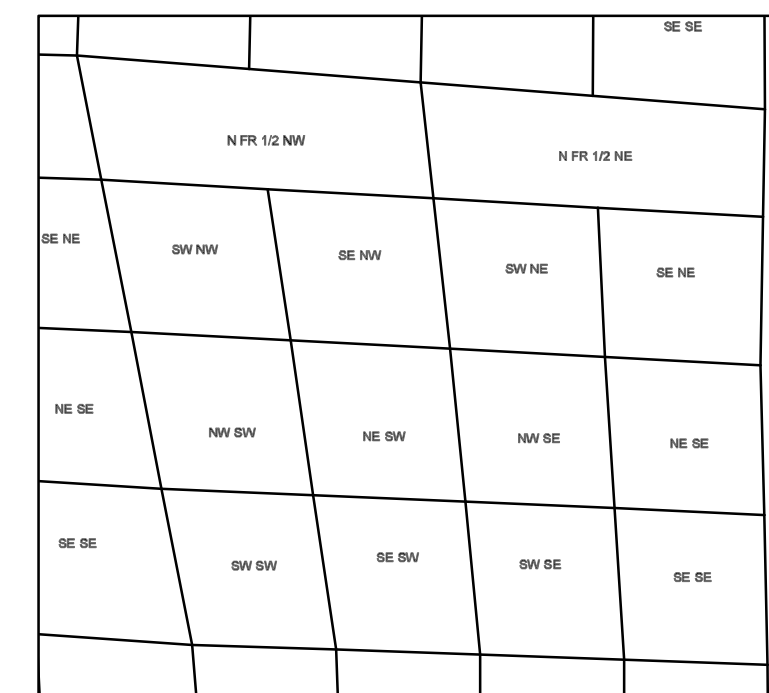 SE SE
N FR 1/2 NW
N FR 1/2 NE
SE NE
SW NW
SE NW
SW NE
SE NE
NE SE
NW SW
NE SW
NW SE
NE SE
SE SE
SW SW
SE SW
SW SE
SE SE